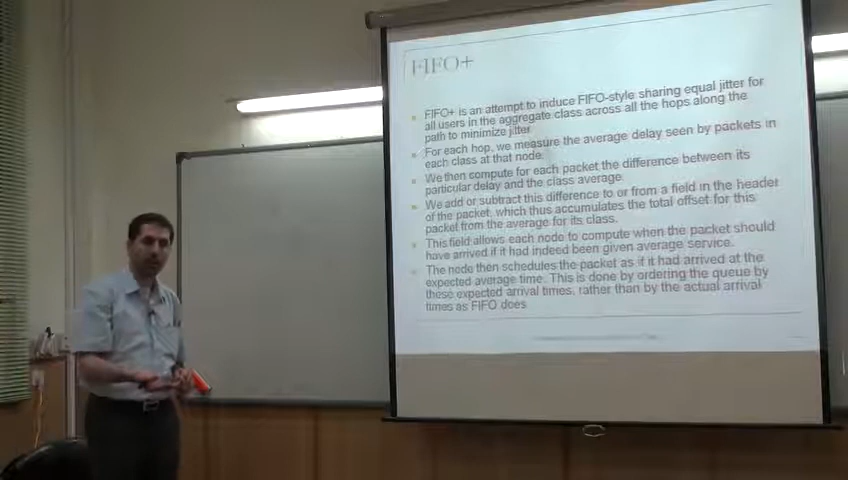 FIFO+
FIFO+ is an attempt to induce FIFO-style sharing equal jitter for
all users in the aggregate class across all the hops along the
path to minimize jitter
For each hop, we measure the average delay seen by packets in
each class at that node.
We then compute for each packet the difference between its
particular delay and the class average.
We add or subtract this difference to or from a field in the header
of the packet, which thus accumulates the total offset for this
packet from the average for its class.
This field allows each node to compute when the packet should
have arrived if it had indeed been given average service.
The node then schedules the packet as if it had arrived at the
expected average time. This is done by ordering the queue by
these expected arrival times, rather than by the actual arrival
times as FIFO does